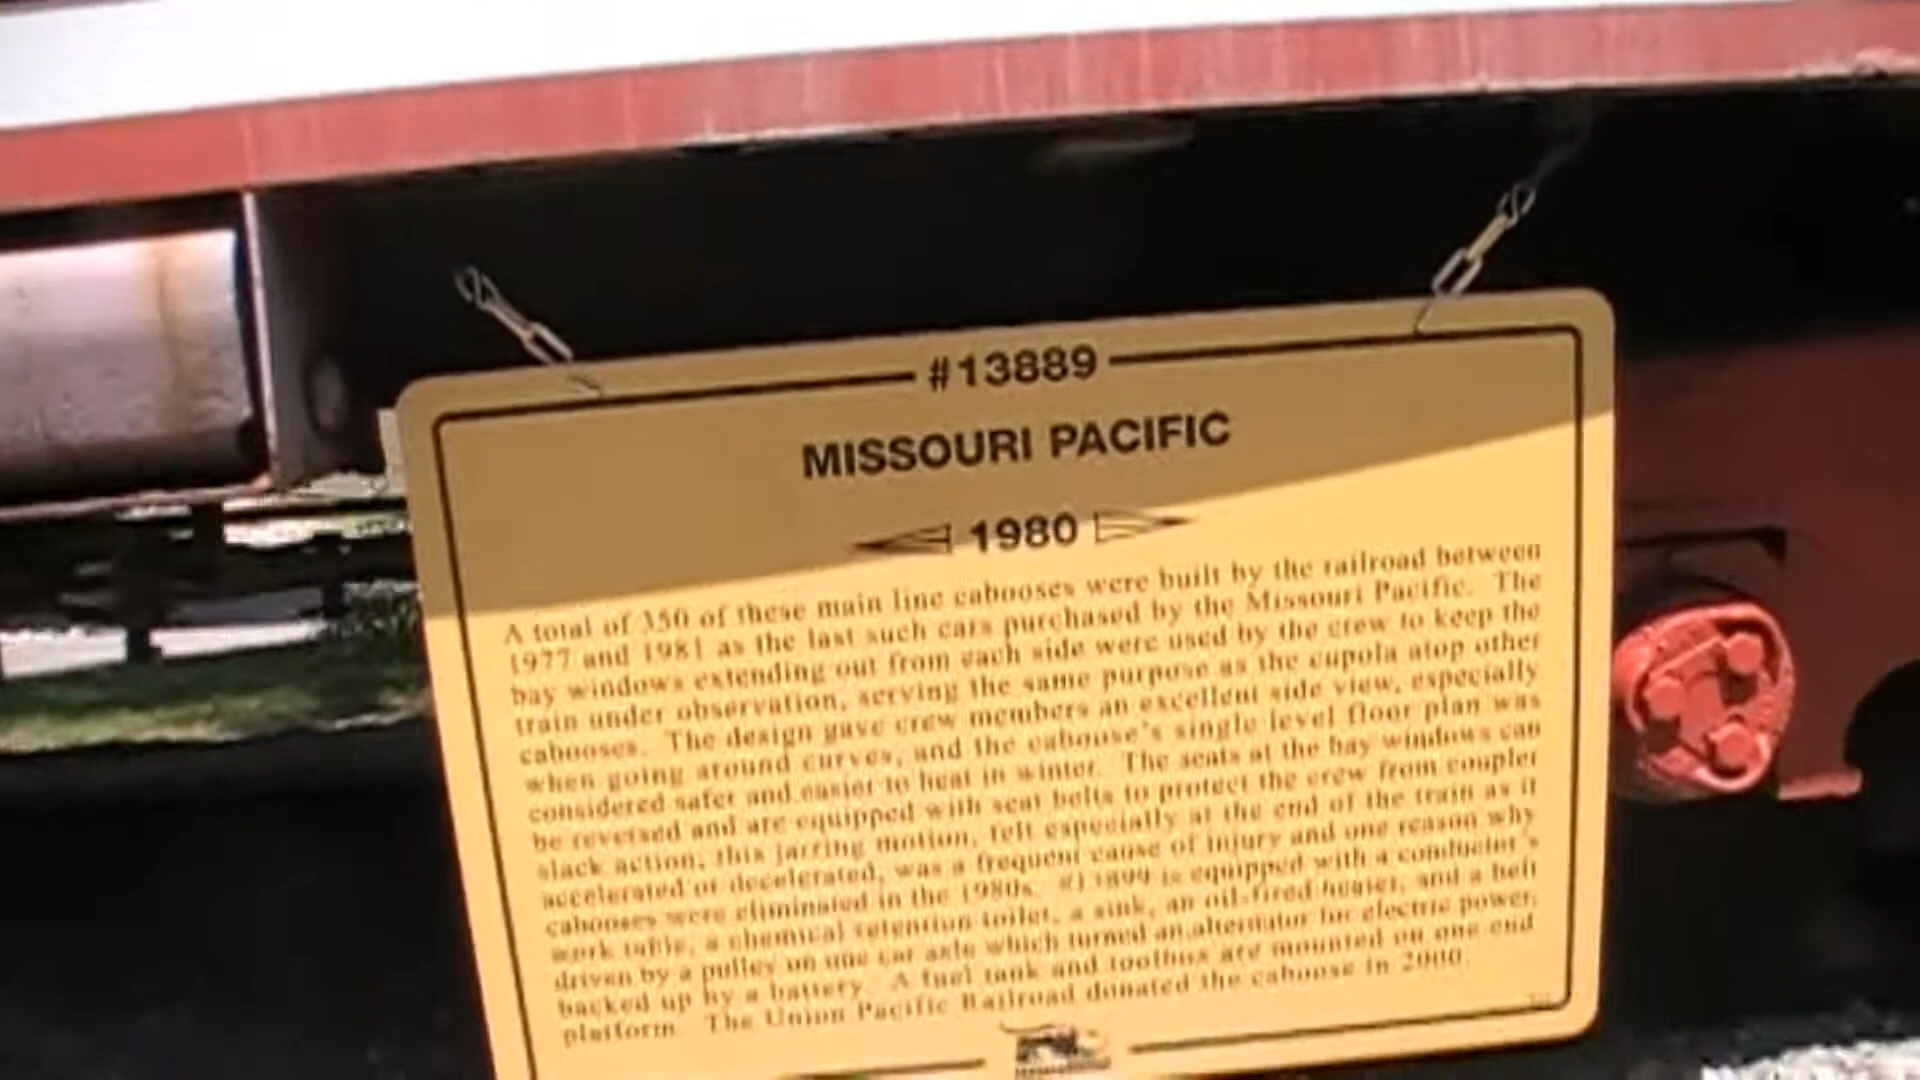 #13889
MISSOURI PACIFIC
1980
A total of 350 of these main line cabooses were built by the railroad between
1977 and 1981 as the last such cars purchased by the Missouri Pacific. The
bay windows extending out from each side were used by the crew to keep the
train under observation, serving the same purpose as the cupola atop other
cabooses. The design gave crew members an excellent side view, especially
when going around curves, and the caboose's single level floor plan was
considered safer and easier to heat in winter. The seats at the bay windows can
be reversed and are equipped with seat belts to protect the crew from coupler
slack action; this jarring motion, felt especially at the end of the train as it
accelerated or decelerated, was a frequent cause of injury and one reason why
cabooses were eliminated in the 1980s. is equipped with a conductor's
work table, a chemical retention toilet, a sink, an oil-fired heater, and a belt
driven by a pulley on one car axle which turned an alternator for electric power,
backed up by a battery. A fuel tank and toolbox are mounted on one end
platform. The Union Pacific Railroad donated the caboose in 2000.